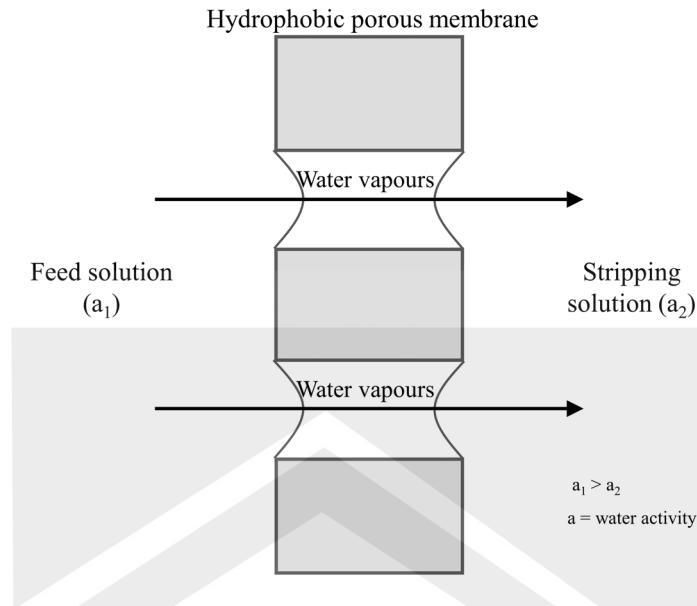 Hydrophobic porous membrane
Water vapours
Feed solution
(a₁)
Stripping
solution (a₂)
Water vapours
a₁ > a₂
a = water activity